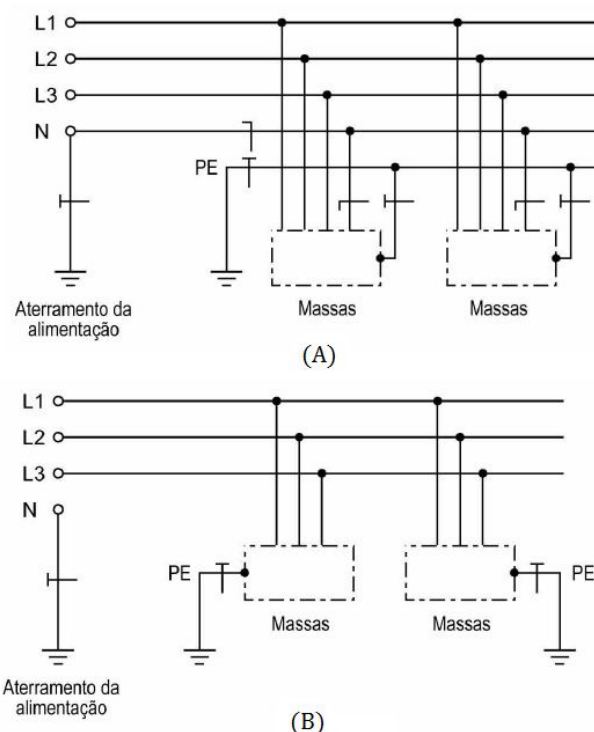 L1
L2
L3
N
PE
Aterramento da
alimentação
Massas
Massas
(A)
L1
L2
L3
N
PE
PE
Massas
Massas
Aterramento da
alimentação
(B)